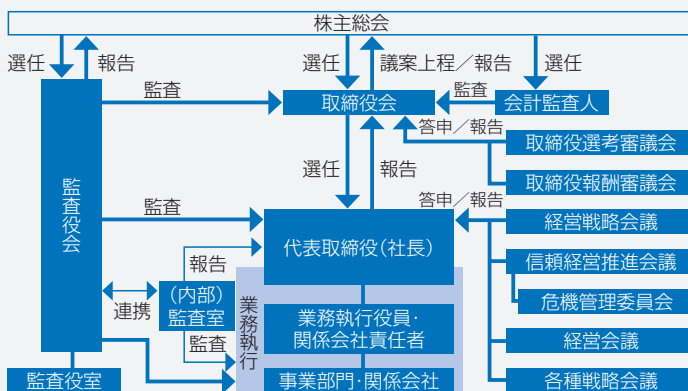 株主総会
選任
報告
選任
議案上程／報告
選任
監査
取締役会
監査
会計監査人
答申／報告
取締役選考審議会
取締役報酬審議会
選任
報告
監査役会
監査
代表取締役（社長）
答申／報告
経営戦略会議
信頼経営推進会議
危機管理委員会
経営会議
各種戦略会議
報告
連携
（内部）
監査室
監査
業務執行
業務執行役員・
関係会社責任者
事業部門・関係会社
監査役室